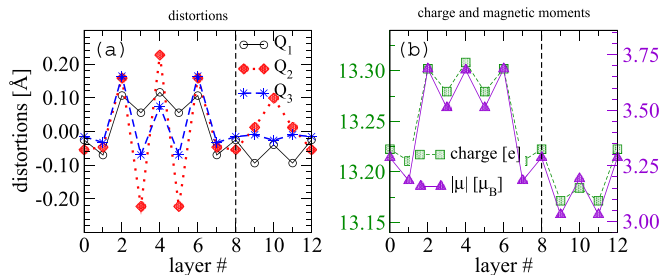 distortions
charge and magnetic moments
(a)
Q1
Q2
Q3
distortions [Å]
0.20
0.10
0.00
-0.10
-0.20
0 2 4 6 8 10 12
layer #
(b)
13.30
13.25
13.20
13.15
charge [e]
|μ| [μB]
3.75
3.50
3.25
3.00
0 2 4 6 8 10 12
layer #